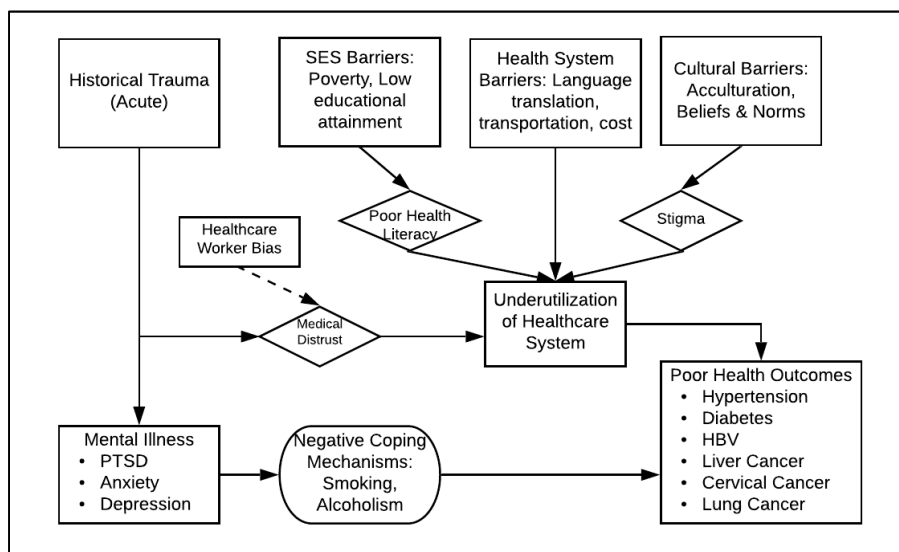 Historical Trauma
(Acute)
SES Barriers:
Poverty, Low
educational
attainment
Health System
Barriers: Language
translation,
transportation, cost
Cultural Barriers:
Acculturation,
Beliefs & Norms
Poor Health
Literacy
Stigma
Healthcare
Worker Bias
Medical
Distrust
Underutilization
of Healthcare
System
Mental Illness
• PTSD
• Anxiety
• Depression
Negative Coping
Mechanisms:
Smoking,
Alcoholism
Poor Health Outcomes
• Hypertension
• Diabetes
• HBV
• Liver Cancer
• Cervical Cancer
• Lung Cancer